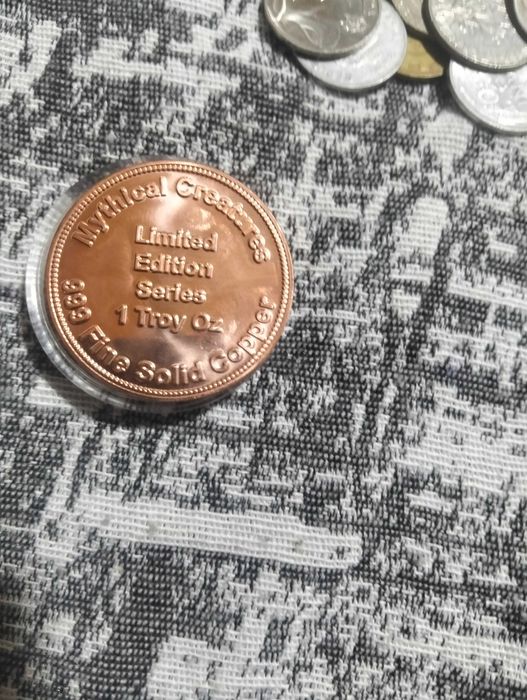 Mythical Creatures
Limited
Edition
Series
1 Troy Oz
999 Fine Solid Copper